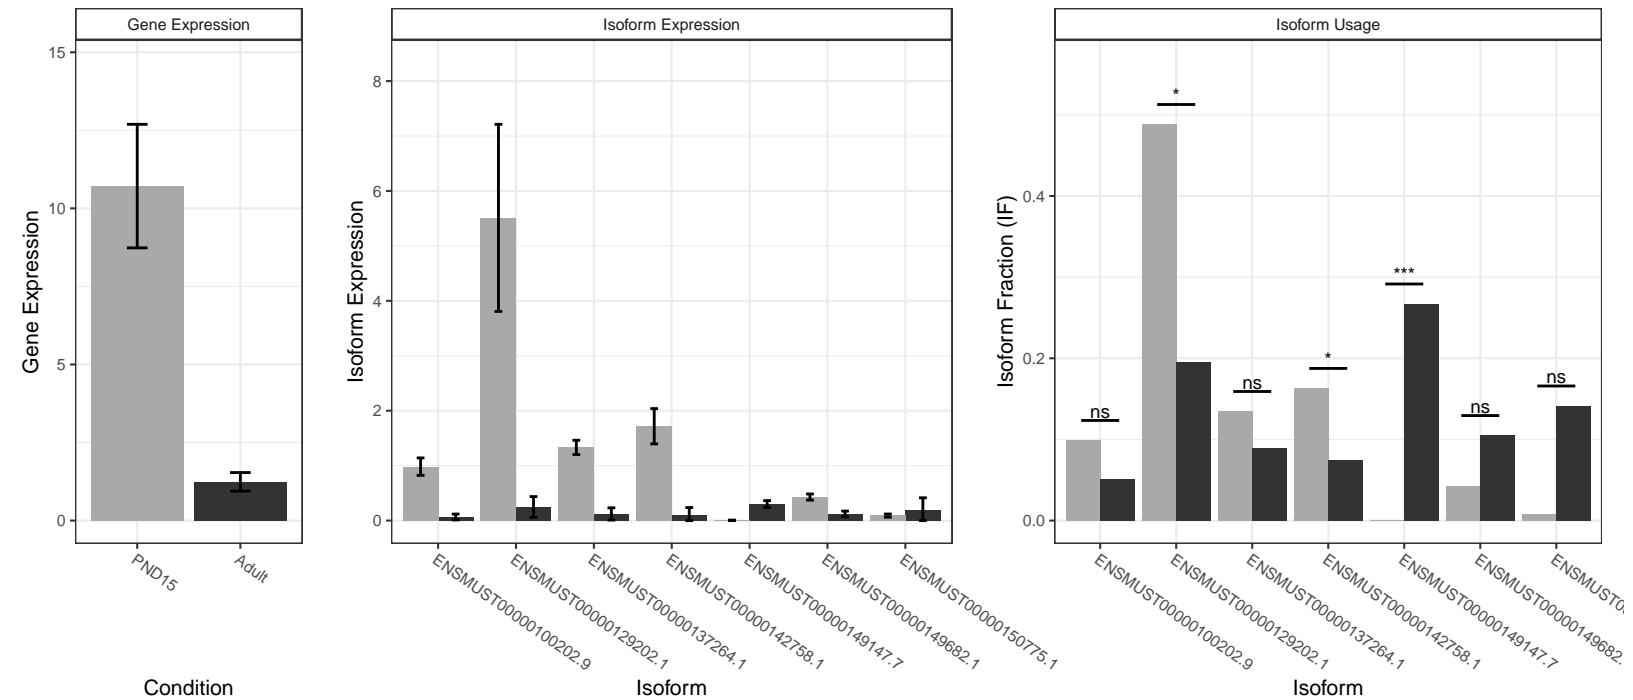 Gene Expression
Isoform Expression
Isoform Usage
Gene Expression
15
10
5
0
PND15
Adult
Condition
Isoform Expression
8
6
4
2
0
ENSMUST00000100202.9
ENSMUST00000129202.1
ENSMUST00000137264.1
ENSMUST00000142758.1
ENSMUST00000149147.7
ENSMUST00000149682.1
ENSMUST00000150775.1
Isoform
Isoform Fraction (IF)
0.4
0.2
0.0
ns
*
ns
*
***
ns
ns
ENSMUST00000100202.9
ENSMUST00000129202.1
ENSMUST00000137264.1
ENSMUST00000142758.1
ENSMUST00000149147.7
ENSMUST00000149682.
ENSMUST0
Isoform